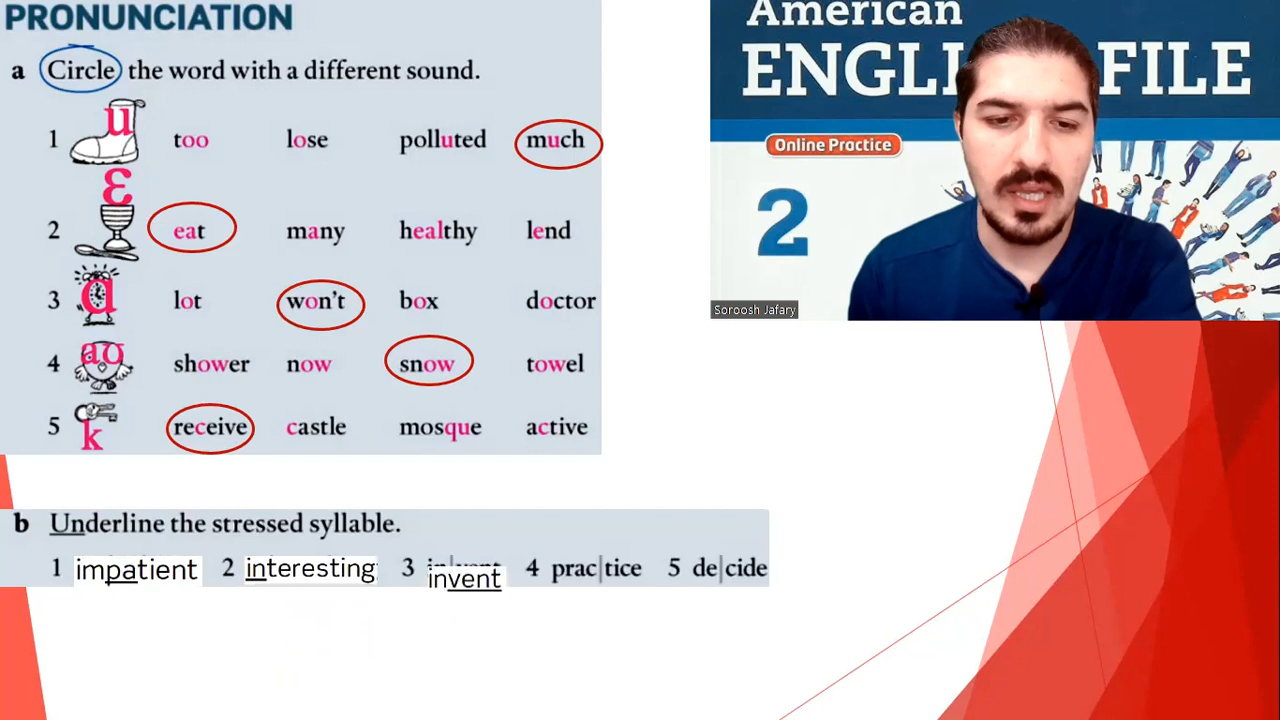 PRONUNCIATION
a Circle the word with a different sound.
1 u too lose polluted much
2 ɛ eat many healthy lend
3 ɑ lot won't box doctor
4 aʊ shower now snow towel
5 k receive castle mosque active
b Underline the stressed syllable.
1 impatient 2 interesting 3 invent 4 prac|tice 5 de|cide
American
ENGLI FILE
Online Practice
2
Soroosh Jafary